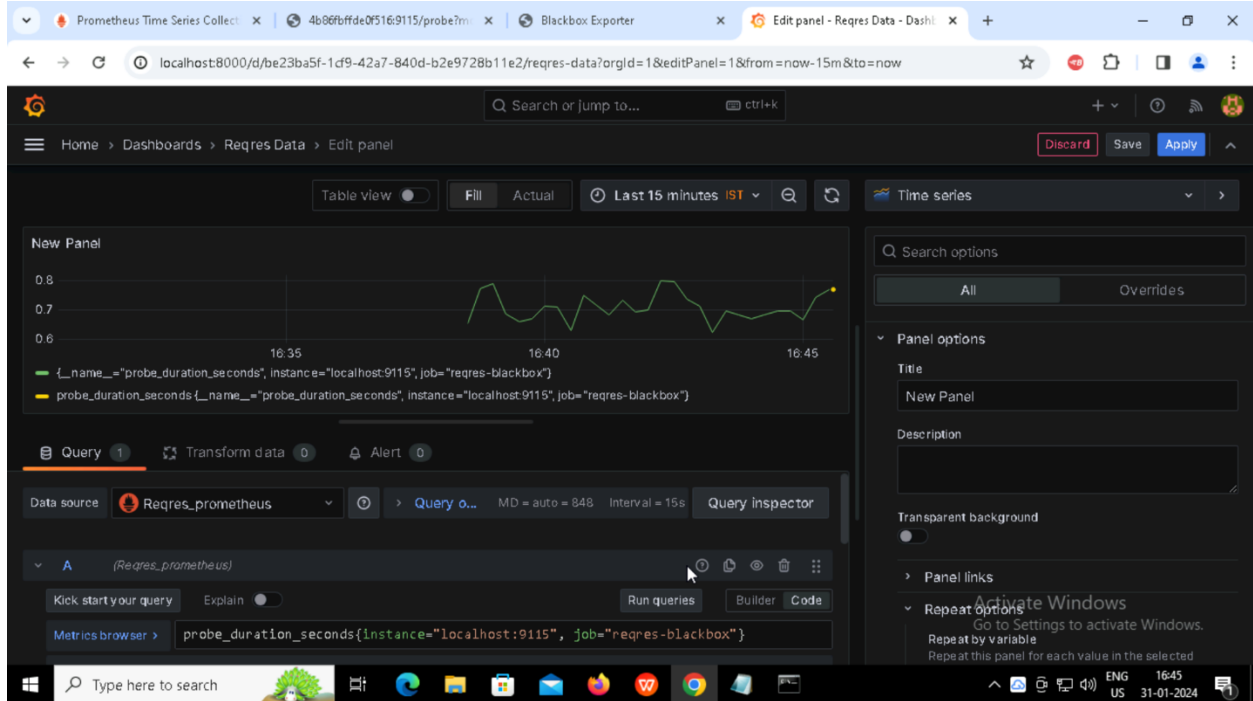 Prometheus Time Series Collect
4b86fbffde0f516:9115/probe?m
Blackbox Exporter
Edit panel - Reqres Data - Dash
localhost:8000/d/be23ba5f-1cf9-42a7-840d-b2e9728b11e2/reqres-data?orgId=1&editPanel=1&from=now-15m&to=now
Search or jump to... ctrl+k
Home > Dashboards > Reqres Data > Edit panel
Discard Save Apply
Table view Fill Actual Last 15 minutes IST
Time series
New Panel
Search options
All Overrides
0.8
0.7
0.6
16:35 16:40 16:45
{__name__="probe_duration_seconds", instance="localhost:9115", job="reqres-blackbox"}
probe_duration_seconds {__name__="probe_duration_seconds", instance="localhost:9115", job="reqres-blackbox"}
Panel options
Title
New Panel
Description
Query 1 Transform data 0 Alert 0
Data source Reqres_prometheus > Query o... MD = auto = 848 Interval = 15s Query inspector
Transparent background
A (Reqres_prometheus)
Panel links
Kick start your query Explain Run queries Builder Code
Activate Windows
Repeat options
Go to Settings to activate Windows.
Metrics browser > probe_duration_seconds{instance="localhost:9115", job="reqres-blackbox"}
Repeat by variable
Repeat this panel for each value in the selected
Type here to search
ENG
US
16:45
31-01-2024
1